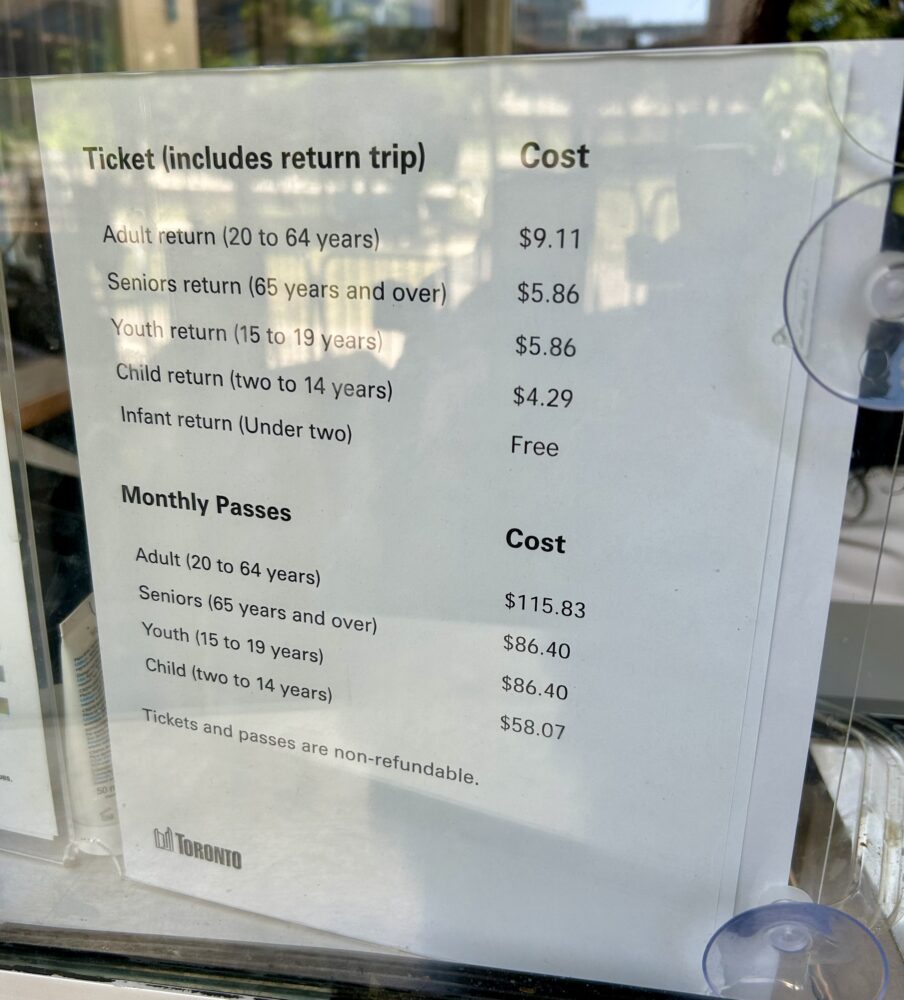 Ticket (includes return trip) Cost
Adult return (20 to 64 years) $9.11
Seniors return (65 years and over) $5.86
Youth return (15 to 19 years) $5.86
Child return (two to 14 years) $4.29
Infant return (Under two) Free
Monthly Passes Cost
Adult (20 to 64 years) $115.83
Seniors (65 years and over) $86.40
Youth (15 to 19 years) $86.40
Child (two to 14 years) $58.07
Tickets and passes are non-refundable.
TORONTO